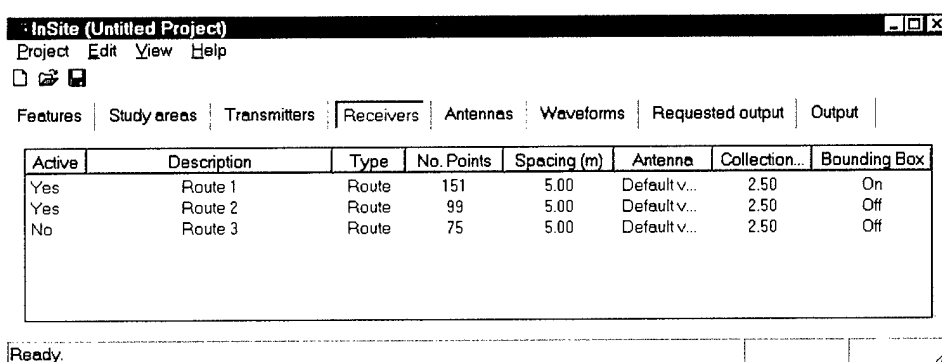 InSite (Untitled Project)
Project Edit View Help
Features Study areas Transmitters Receivers Antennas Waveforms Requested output Output
Active Description Type No. Points Spacing (m) Antenna Collection... Bounding Box
Yes Route 1 Route 151 5.00 Default v... 2.50 On
Yes Route 2 Route 99 5.00 Default v... 2.50 Off
No Route 3 Route 75 5.00 Default v... 2.50 Off
Ready.